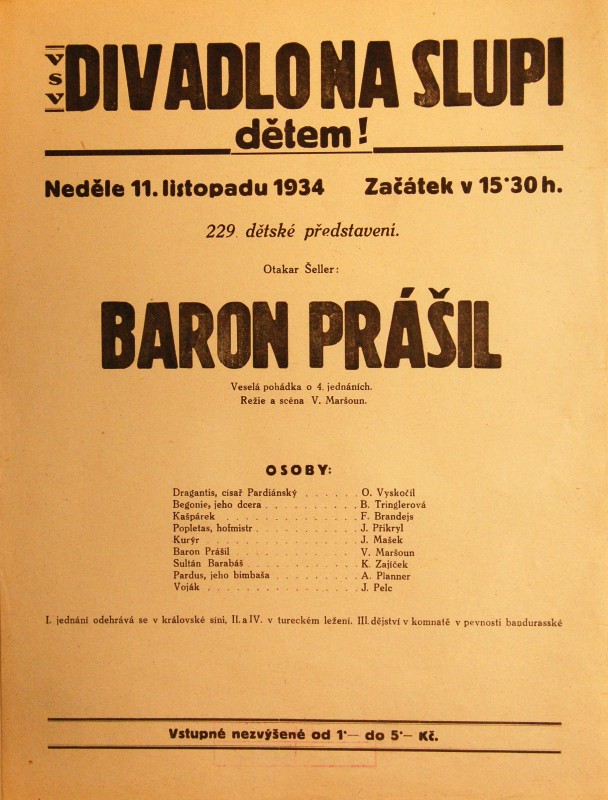 VSV DIVADLO NA SLUPI
dětem!
Neděle 11. listopadu 1934 Začátek v 15·30 h.
229. dětské představení.
Otakar Šeller:
BARON PRÁŠIL
Veselá pohádka o 4. jednáních.
Režie a scéna V. Maršoun.
OSOBY:
Dragantis, císař Pardiánský . . . . . . O. Vyskočil
Begonie, jeho dcera . . . . . . . . . . B. Tringlerová
Kašpárek . . . . . . . . . . . . . . F. Brandejs
Popletas, hofmistr . . . . . . . . . . . J. Přikryl
Kurýr . . . . . . . . . . . . . . . J. Mašek
Baron Prášil . . . . . . . . . . . . . V. Maršoun
Sultán Barabáš . . . . . . . . . . . . K. Zajíček
Pardus, jeho bimbaša . . . . . . . . . A. Planner
Voják . . . . . . . . . . . . . . . J. Pelc
I. jednání odehrává se v královské síni, II. a IV. v tureckém ležení. III. dějství v komnatě v pevnosti bandurasské
Vstupné nezvýšené od 1·— do 5·— Kč.